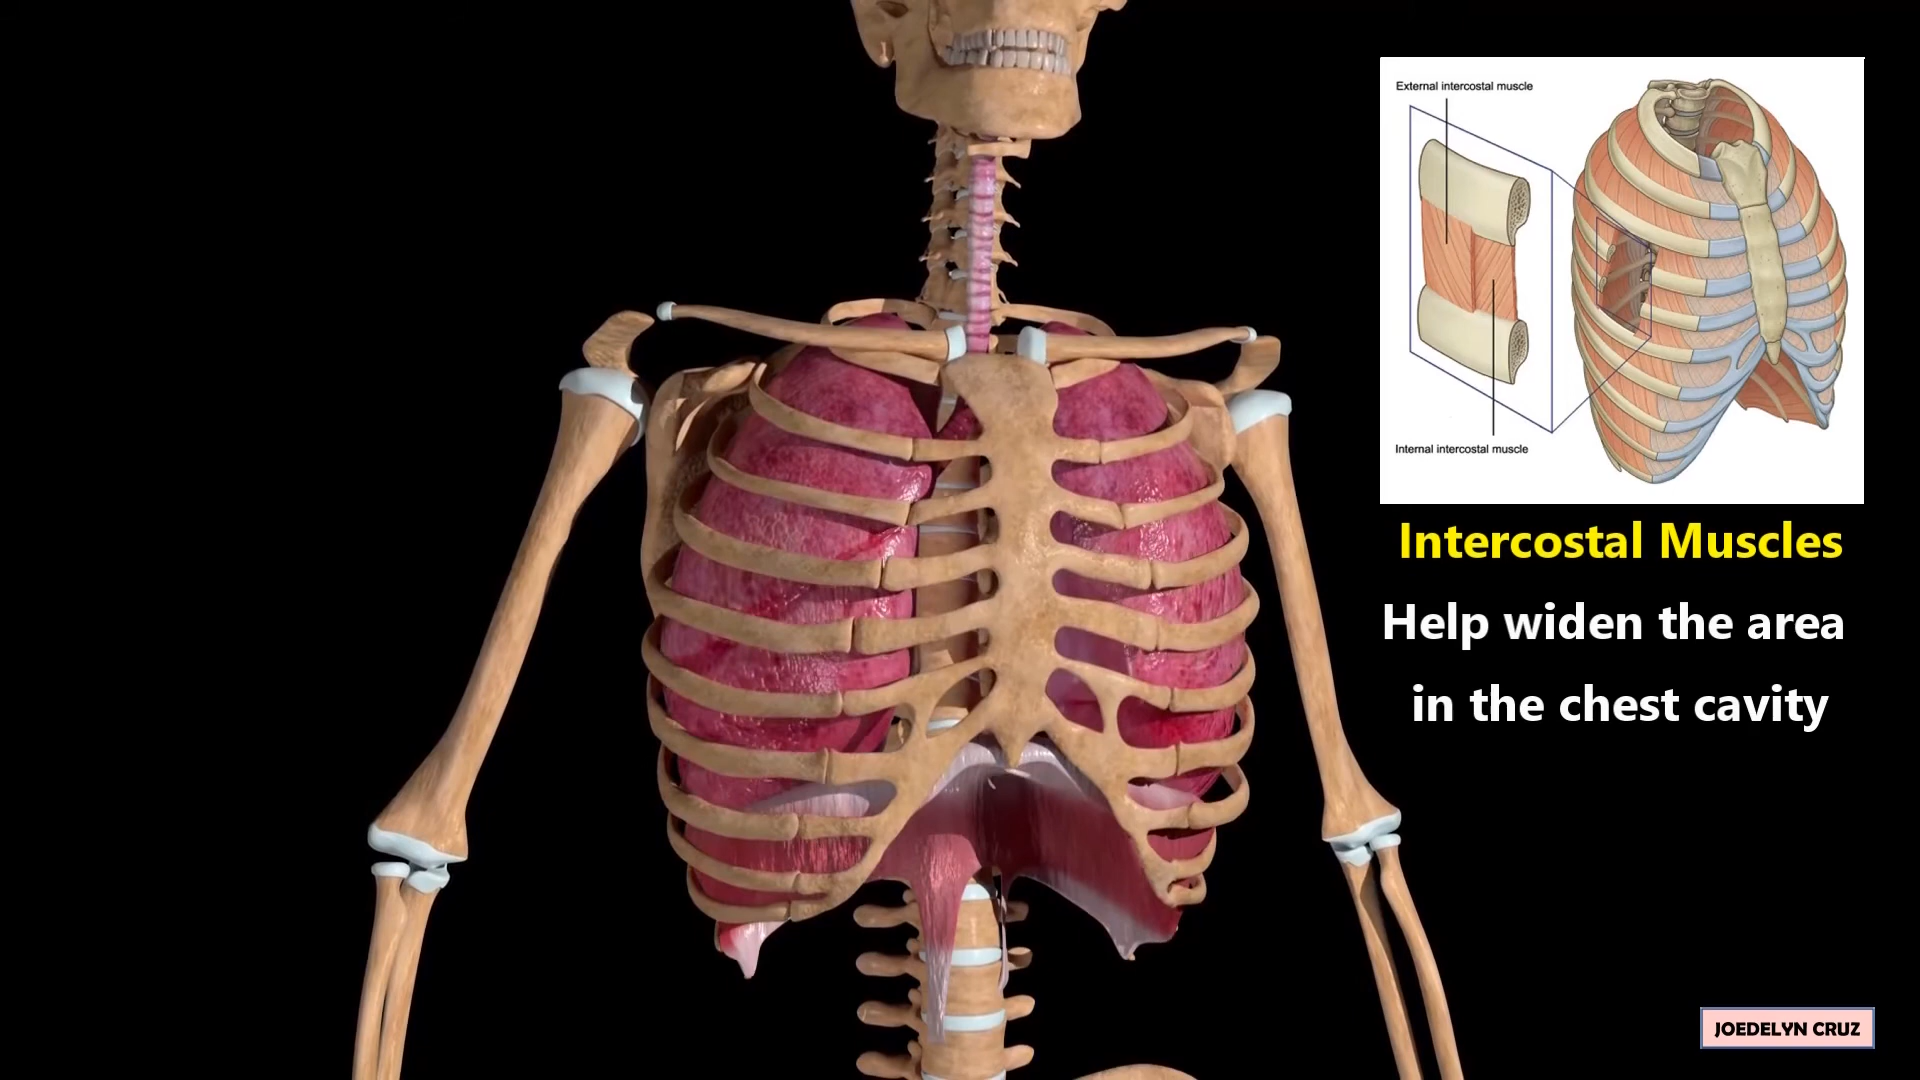 External intercostal muscle
Internal intercostal muscle
Intercostal Muscles
Help widen the area
in the chest cavity
JOEDELYN CRUZ